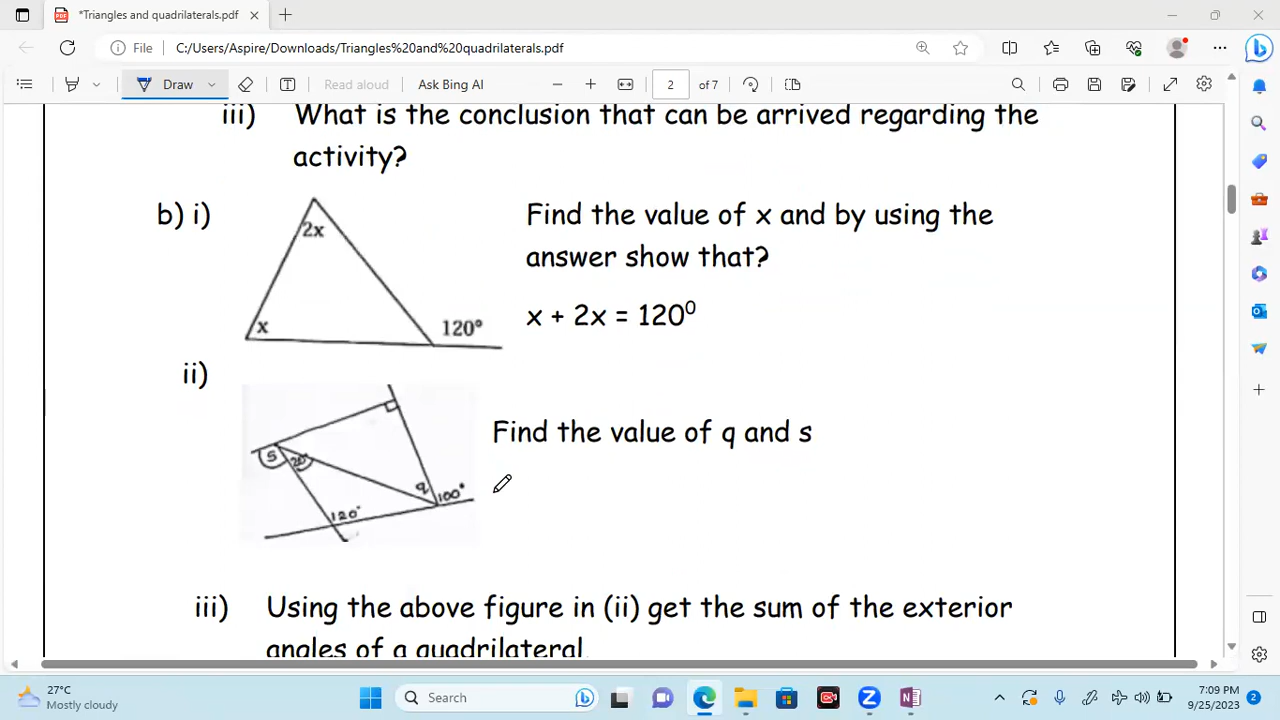 *Triangles and quadrilaterals.pdf
File C:/Users/Aspire/Downloads/Triangles%20and%20quadrilaterals.pdf
Draw Read aloud Ask Bing AI 2 of 7
iii) What is the conclusion that can be arrived regarding the
activity?
b) i) Find the value of x and by using the
answer show that?
2x
x + 2x = 120⁰
x 120°
ii)
Find the value of q and s
S 20°
q 100°
120°
iii) Using the above figure in (ii) get the sum of the exterior
angles of a quadrilateral
27°C
Mostly cloudy
Search
7:09 PM
9/25/2023
2